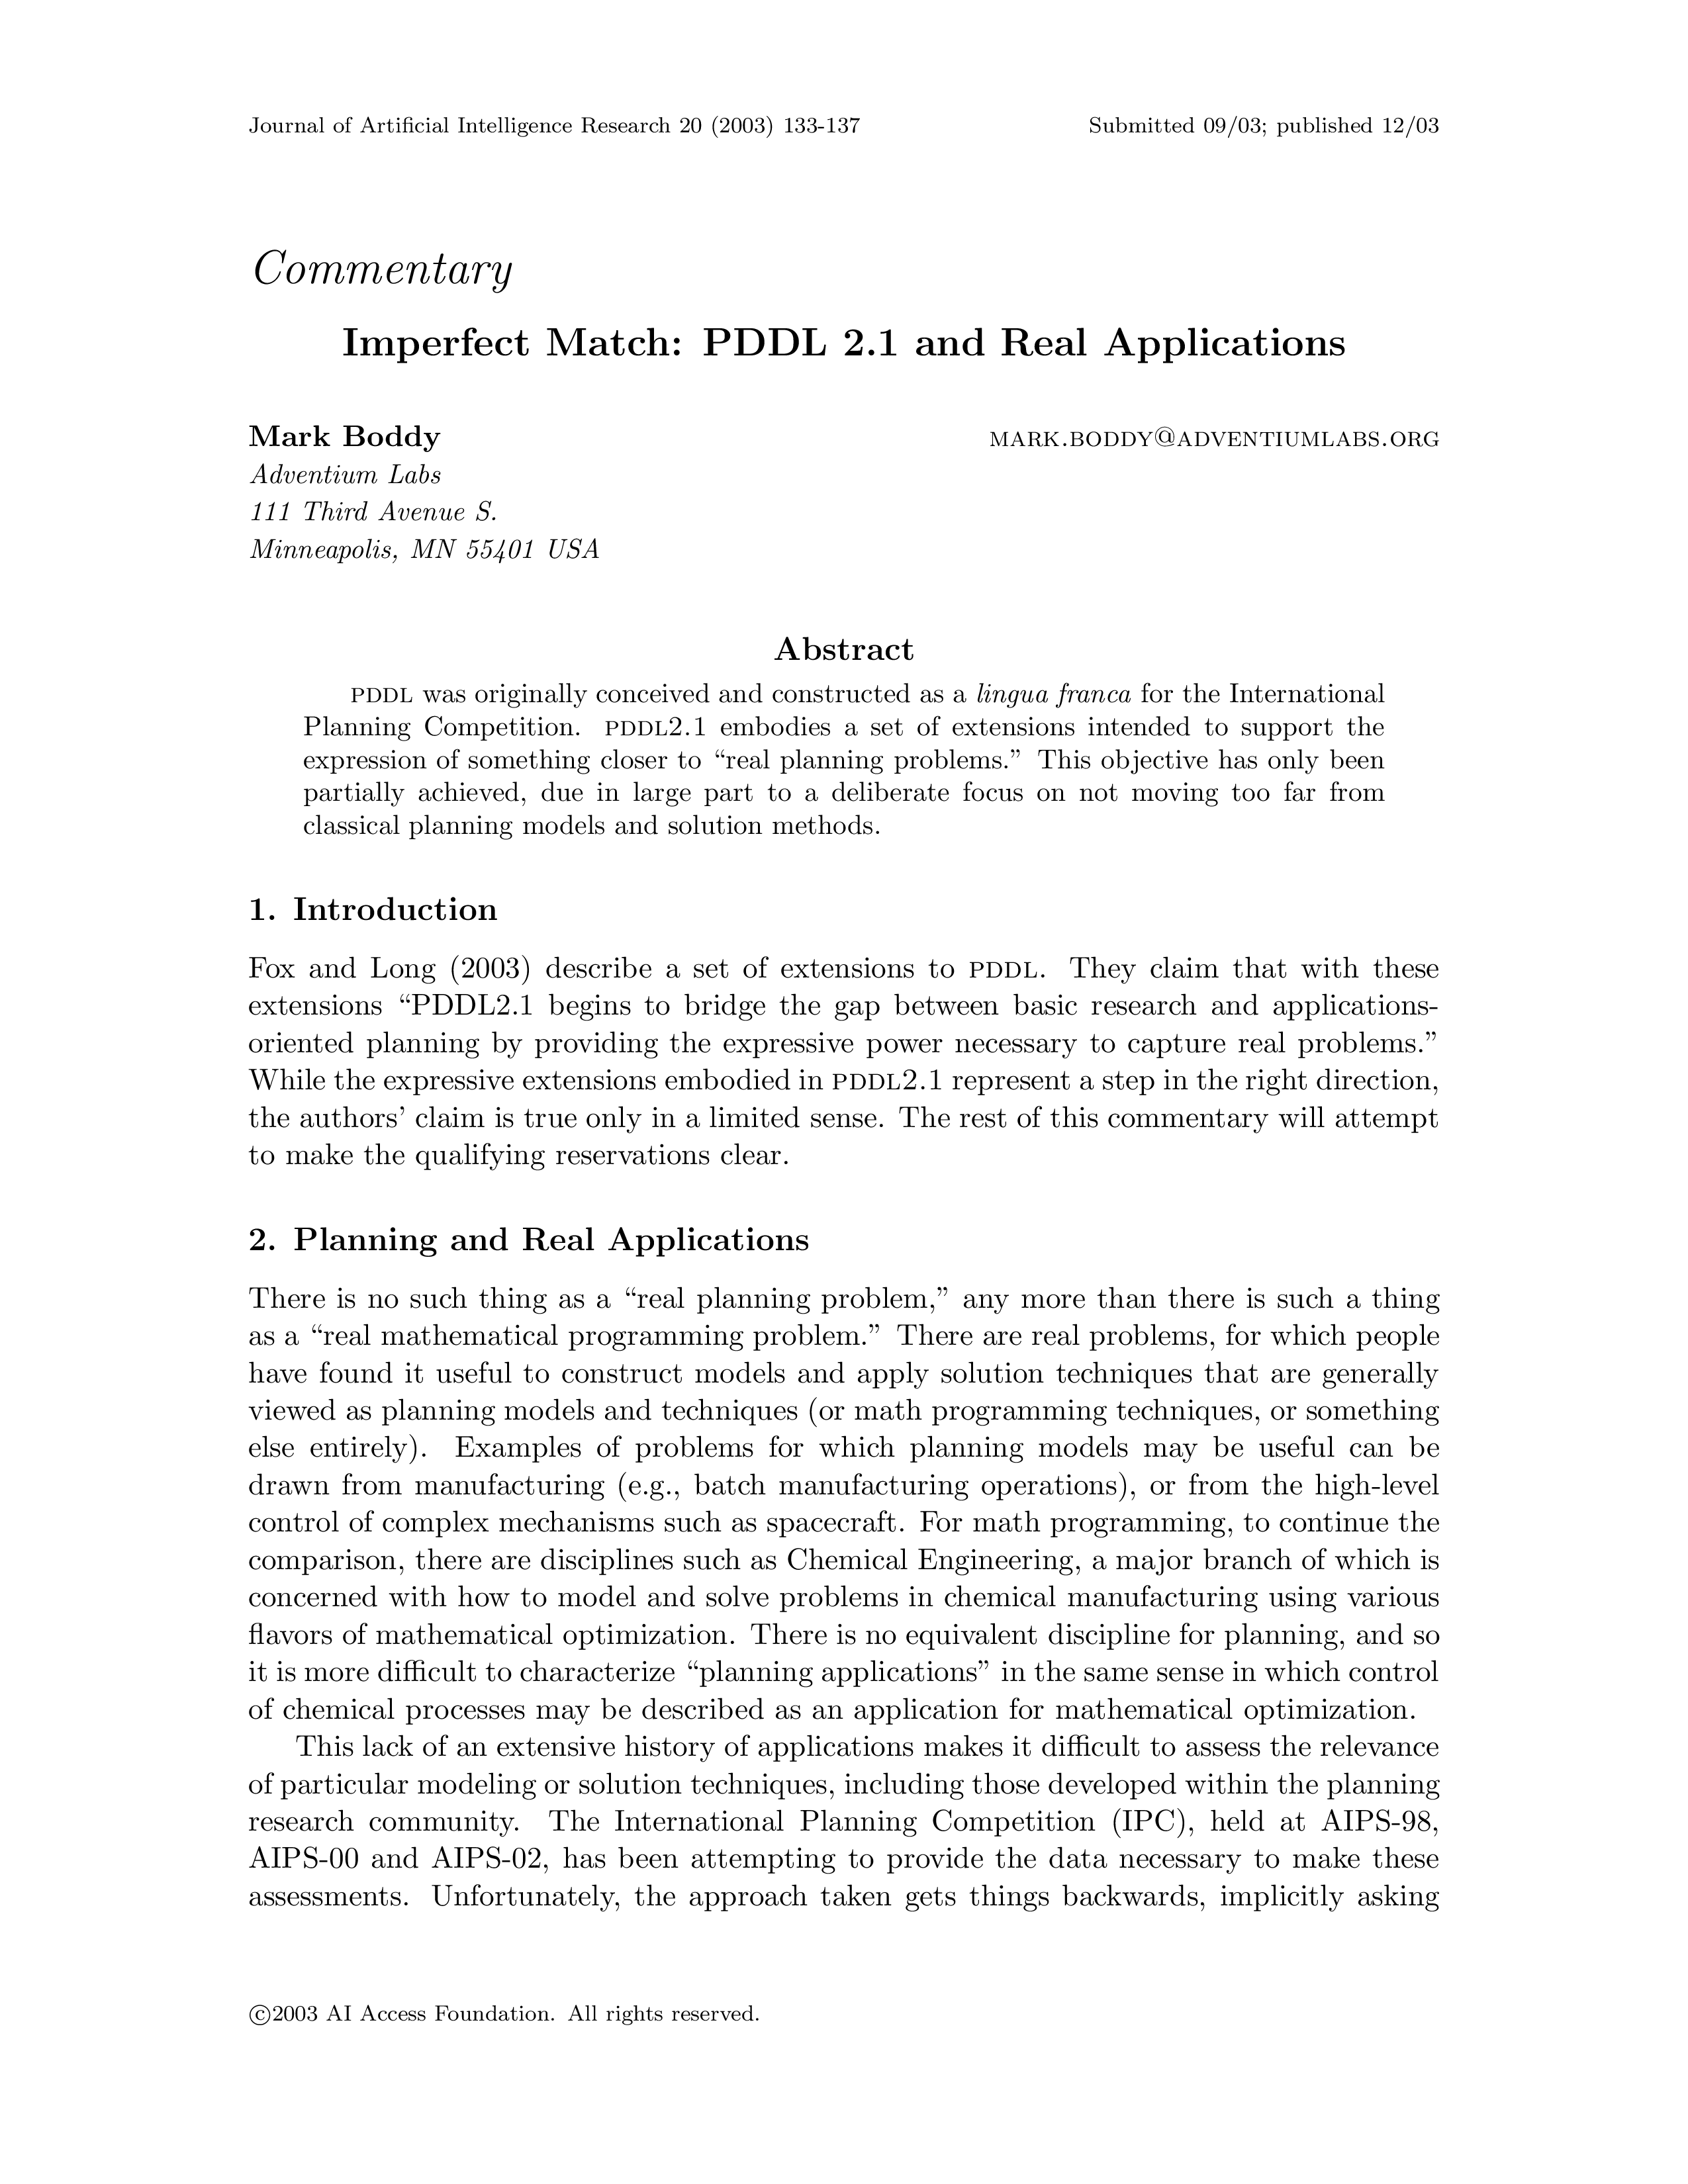 Journal of Artificial Intelligence Research 20 (2003) 133-137 Submitted 09/03; published 12/03
Commentary
Imperfect Match: PDDL 2.1 and Real Applications
Mark Boddy MARK.BODDY@ADVENTIUMLABS.ORG
Adventium Labs
111 Third Avenue S.
Minneapolis, MN 55401 USA
Abstract
PDDL was originally conceived and constructed as a lingua franca for the International
Planning Competition. PDDL2.1 embodies a set of extensions intended to support the
expression of something closer to “real planning problems.” This objective has only been
partially achieved, due in large part to a deliberate focus on not moving too far from
classical planning models and solution methods.
1. Introduction
Fox and Long (2003) describe a set of extensions to PDDL. They claim that with these
extensions “PDDL2.1 begins to bridge the gap between basic research and applications-
oriented planning by providing the expressive power necessary to capture real problems.”
While the expressive extensions embodied in PDDL2.1 represent a step in the right direction,
the authors’ claim is true only in a limited sense. The rest of this commentary will attempt
to make the qualifying reservations clear.
2. Planning and Real Applications
There is no such thing as a “real planning problem,” any more than there is such a thing
as a “real mathematical programming problem.” There are real problems, for which people
have found it useful to construct models and apply solution techniques that are generally
viewed as planning models and techniques (or math programming techniques, or something
else entirely). Examples of problems for which planning models may be useful can be
drawn from manufacturing (e.g., batch manufacturing operations), or from the high-level
control of complex mechanisms such as spacecraft. For math programming, to continue the
comparison, there are disciplines such as Chemical Engineering, a major branch of which is
concerned with how to model and solve problems in chemical manufacturing using various
flavors of mathematical optimization. There is no equivalent discipline for planning, and so
it is more difficult to characterize “planning applications” in the same sense in which control
of chemical processes may be described as an application for mathematical optimization.
This lack of an extensive history of applications makes it difficult to assess the relevance
of particular modeling or solution techniques, including those developed within the planning
research community. The International Planning Competition (IPC), held at AIPS-98,
AIPS-00 and AIPS-02, has been attempting to provide the data necessary to make these
assessments. Unfortunately, the approach taken gets things backwards, implicitly asking
©2003 AI Access Foundation. All rights reserved.